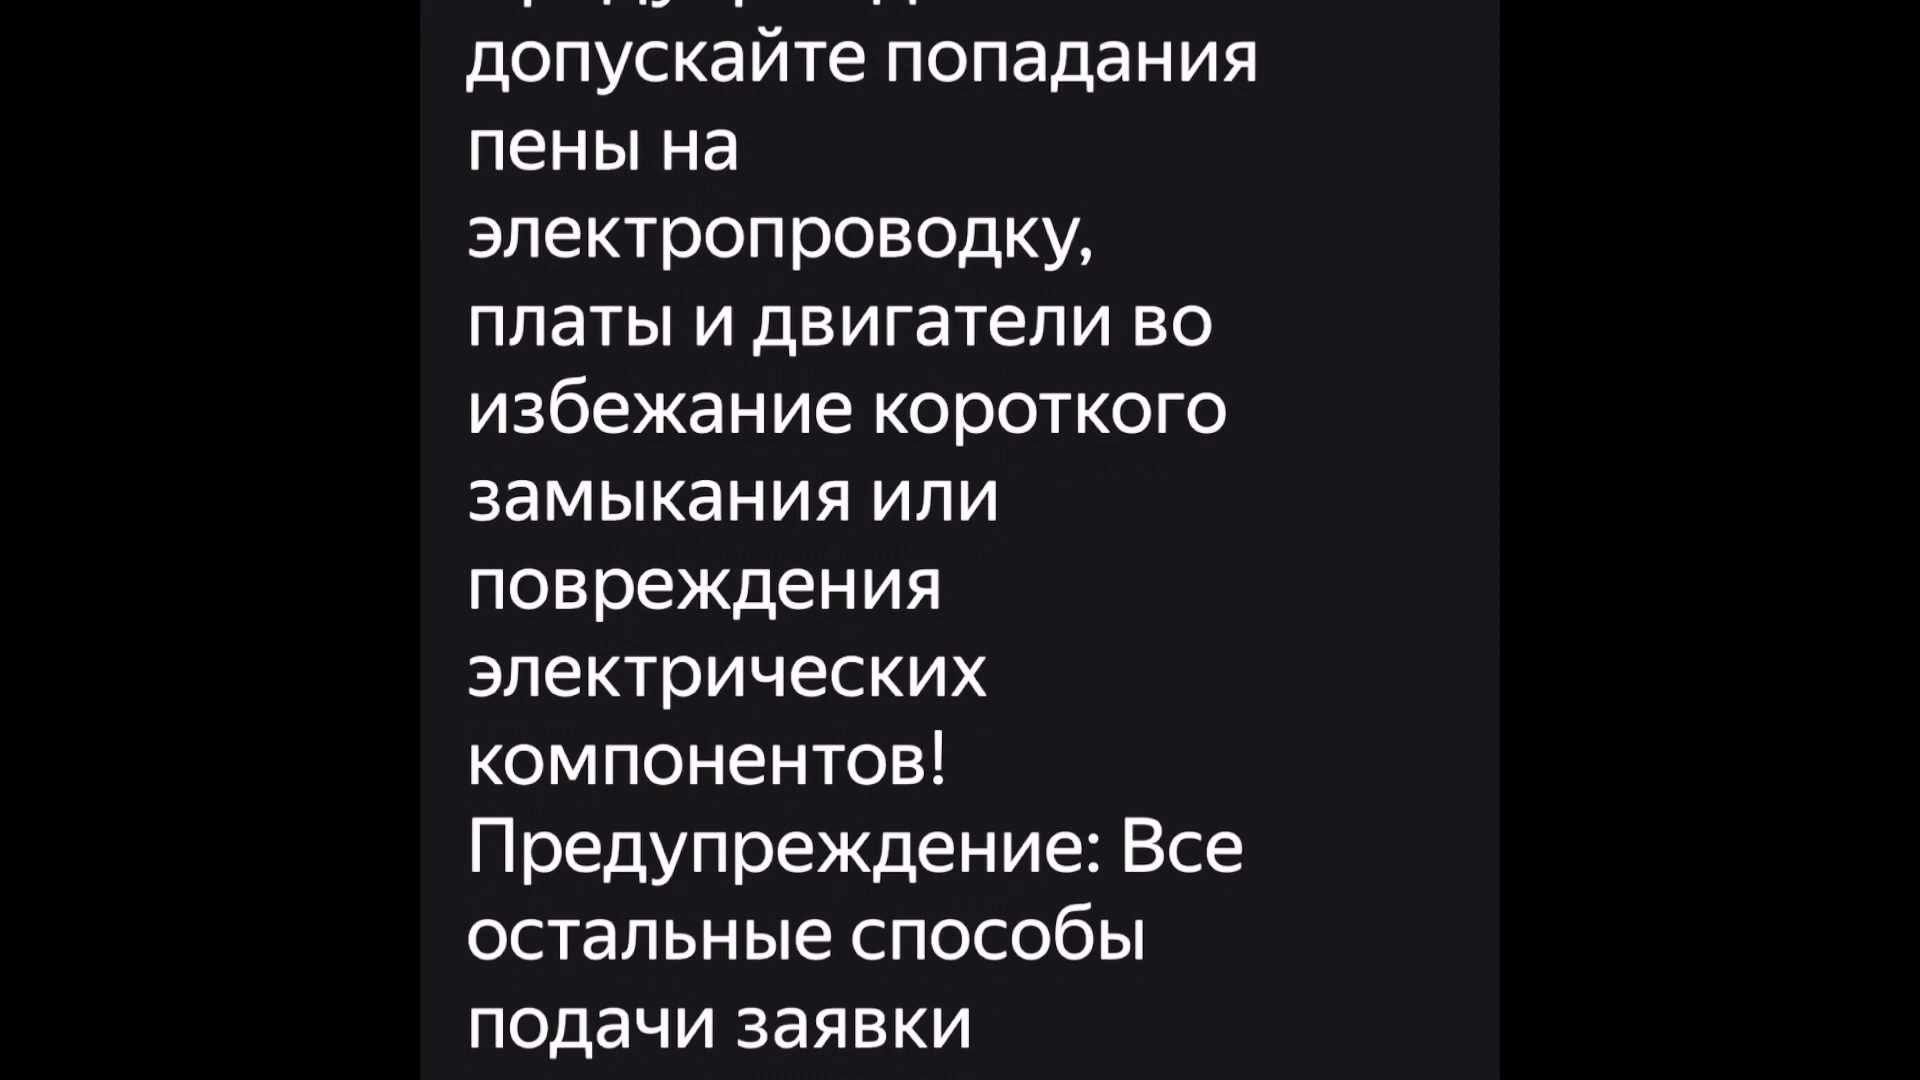 допускайте попадания
пены на
электропроводку,
платы и двигатели во
избежание короткого
замыкания или
повреждения
электрических
компонентов!
Предупреждение: Все
остальные способы
подачи заявки